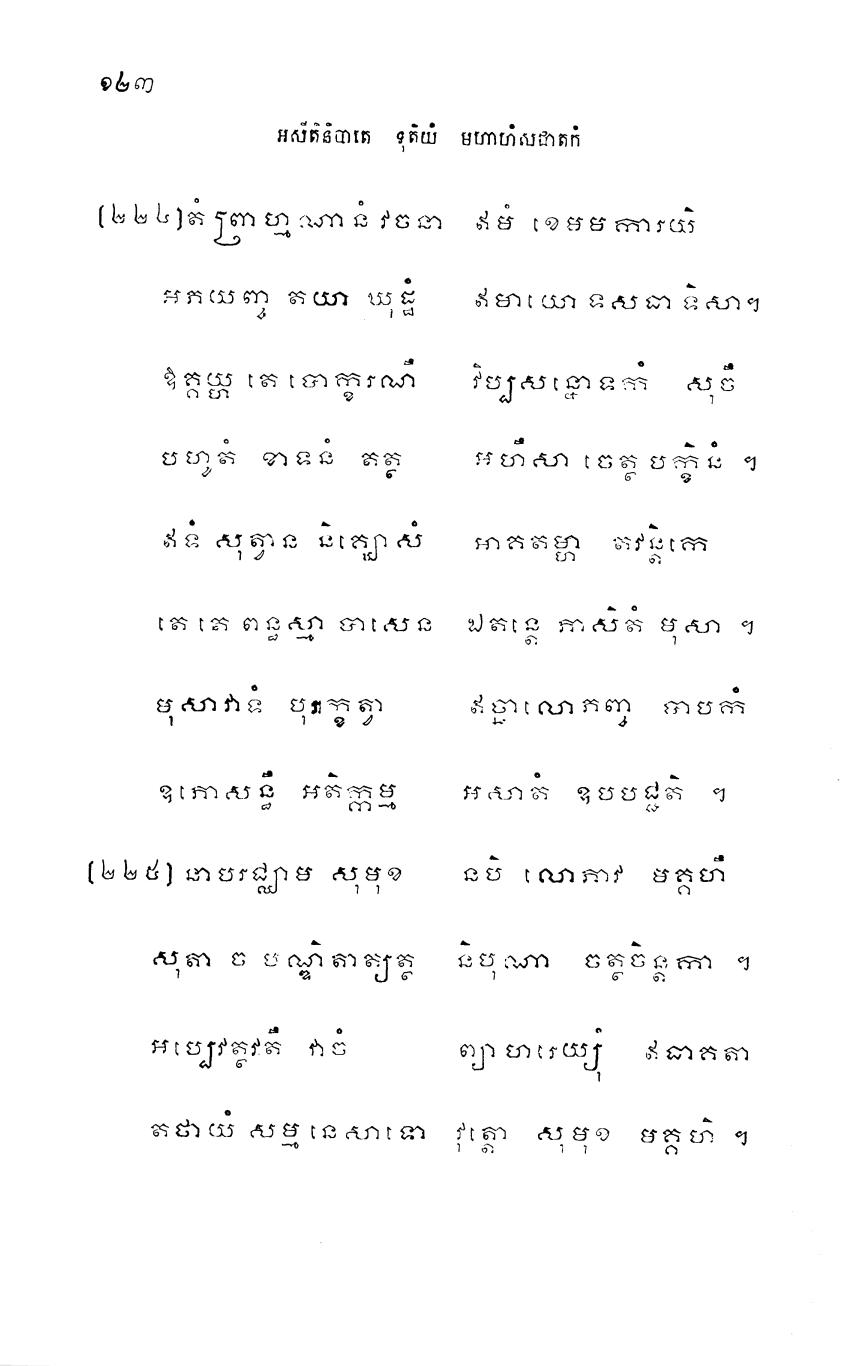 ១២៣
អសីតិនិបាតេ ទុតិយំ មហាហំសជាតកំ
(២២៤) តំ ព្រាហ្មណានំ វចនា ឥមំ ខេមមការយិ
អភយញ្ច តយា ឃុដ្ឋំ ឥមាយោ ទសធា ទិសា។
ឱគ្គយ្ហ តេ បោក្ខរណឹ វិប្បសន្នោទកំ សុចឹ
បហូតំ ខាទនំ តត្ថ អហឹសា ចេត្ថ បក្ខិនំ ។
ឥទំ សុត្វាន និគ្ឃោសំ អាគតម្ហា តវន្តិកេ
តេ តេ ពន្ធស្មា បាសេន ឯតន្តេ ភាសិតំ មុសា ។
មុសាវាទំ បុរក្ខត្វា ឥច្ឆាលោភញ្ច បាបកំ
ឧភោសន្ធឹ អតិក្កម្ម អសាតំ ឧបបជ្ជតិ ។
(២២៥) នាបរជ្ឈាម សុមុខ នបិ លោភាវ មគ្គហឹ
សុតា ច បណ្ឌិតាត្យត្ថ និបុណា ចត្ថចិន្តកា ។
អប្បេវត្ថវតឹ វាចំ ព្យាហរេយ្យុំ ឥធាគតា
តថាយំ សម្ម នេសាទោ វុត្តោ សុមុខ មគ្គហិ ។